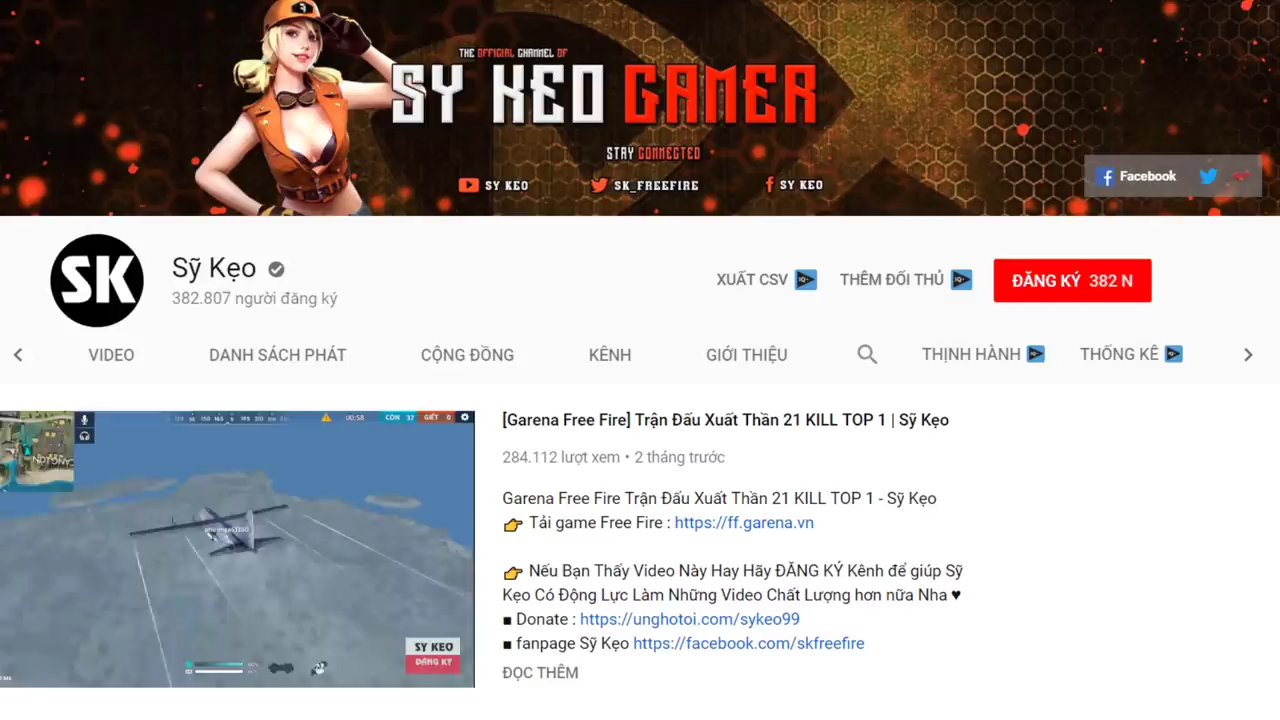 THE OFFICIAL CHANNEL OF
SY KEO GAMER
STAY CONNECTED
SY KEO
SK_FREEFIRE
SY KEO
Facebook
SK
Sỹ Kẹo
382.807 người đăng ký
XUẤT CSV
THÊM ĐỐI THỦ
ĐĂNG KÝ 382 N
VIDEO
DANH SÁCH PHÁT
CỘNG ĐỒNG
KÊNH
GIỚI THIỆU
THỊNH HÀNH
THỐNG KÊ
00:58
CÒN 37
GIẾT 0
SY KEO
ĐĂNG KÝ
[Garena Free Fire] Trận Đấu Xuất Thần 21 KILL TOP 1 | Sỹ Kẹo
284.112 lượt xem • 2 tháng trước
Garena Free Fire Trận Đấu Xuất Thần 21 KILL TOP 1 - Sỹ Kẹo
👉 Tải game Free Fire : https://ff.garena.vn
👉 Nếu Bạn Thấy Video Này Hay Hãy ĐĂNG KÝ Kênh để giúp Sỹ
Kẹo Có Động Lực Làm Những Video Chất Lượng hơn nữa Nha ♥
■ Donate : https://unghotoi.com/sykeo99
■ fanpage Sỹ Kẹo https://facebook.com/skfreefire
ĐỌC THÊM